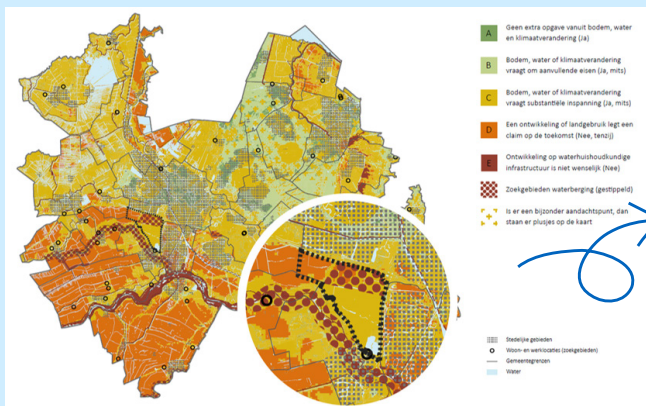 A
Geen extra opgave vanuit bodem, water
en klimaatverandering (Ja)
B
Bodem, water of klimaatverandering
vraagt om aanvullende eisen (Ja, mits)
C
Bodem, water of klimaatverandering
vraagt substantiële inspanning (Ja, mits)
D
Een ontwikkeling of landgebruik legt een
claim op de toekomst (Nee, tenzij)
E
Ontwikkeling op waterhuishoudkundige
infrastructuur is niet wenselijk (Nee)
Zoekgebieden waterberging (gestippeld)
Is er een bijzonder aandachtspunt, dan
staan er plusjes op de kaart
Stedelijke gebieden
Woon- en werklocaties (zoekgebieden)
Gemeentegrenzen
Water